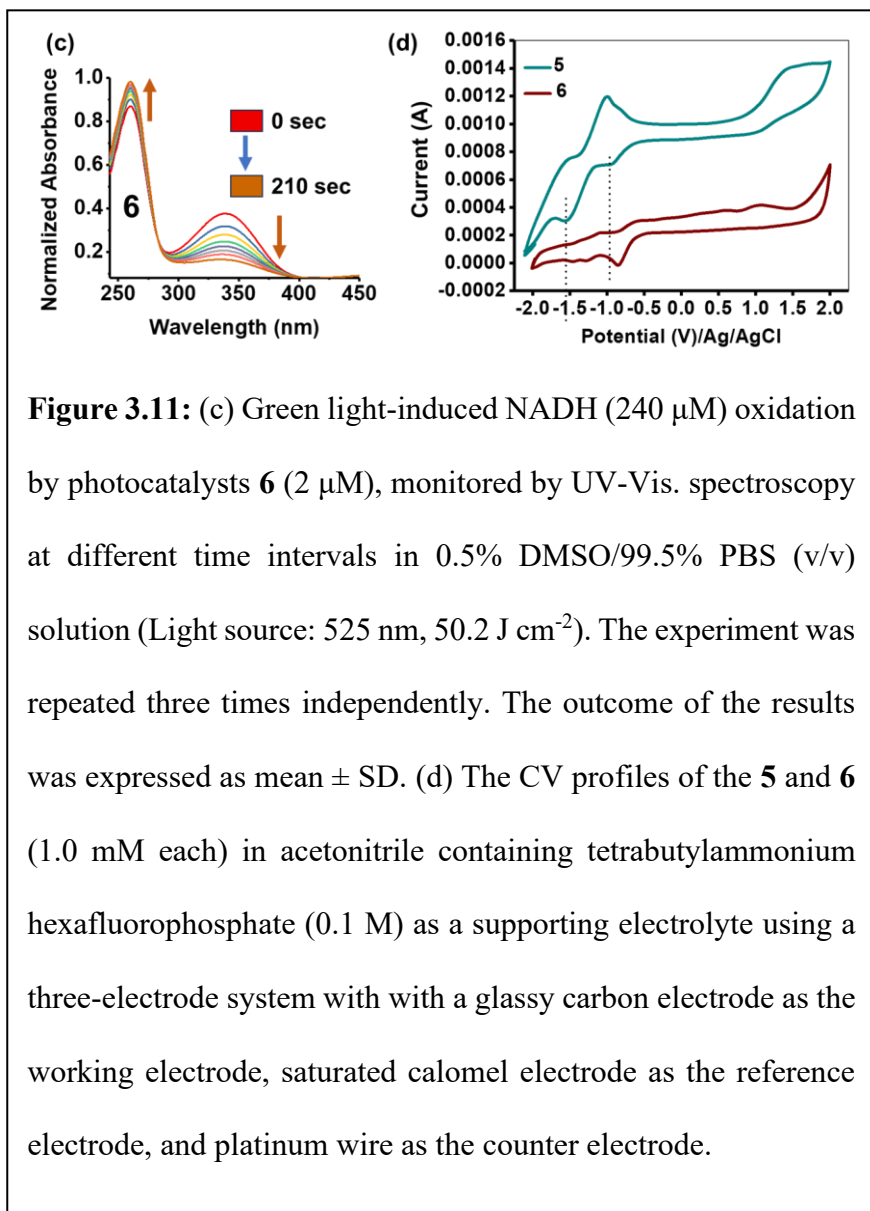 (c)
1.0
0.8
0.6
0.4
0.2
Normalized Absorbance
6
0 sec
210 sec
250 300 350 400 450
Wavelength (nm)
(d)
0.0016
0.0014
0.0012
0.0010
0.0008
0.0006
0.0004
0.0002
0.0000
-0.0002
Current (A)
5
6
-2.0 -1.5 -1.0 -0.5 0.0 0.5 1.0 1.5 2.0
Potential (V)/Ag/AgCl
Figure 3.11: (c) Green light-induced NADH (240 μM) oxidation
by photocatalysts 6 (2 μM), monitored by UV-Vis. spectroscopy
at different time intervals in 0.5% DMSO/99.5% PBS (v/v)
solution (Light source: 525 nm, 50.2 J cm⁻²). The experiment was
repeated three times independently. The outcome of the results
was expressed as mean ± SD. (d) The CV profiles of the 5 and 6
(1.0 mM each) in acetonitrile containing tetrabutylammonium
hexafluorophosphate (0.1 M) as a supporting electrolyte using a
three-electrode system with with a glassy carbon electrode as the
working electrode, saturated calomel electrode as the reference
electrode, and platinum wire as the counter electrode.